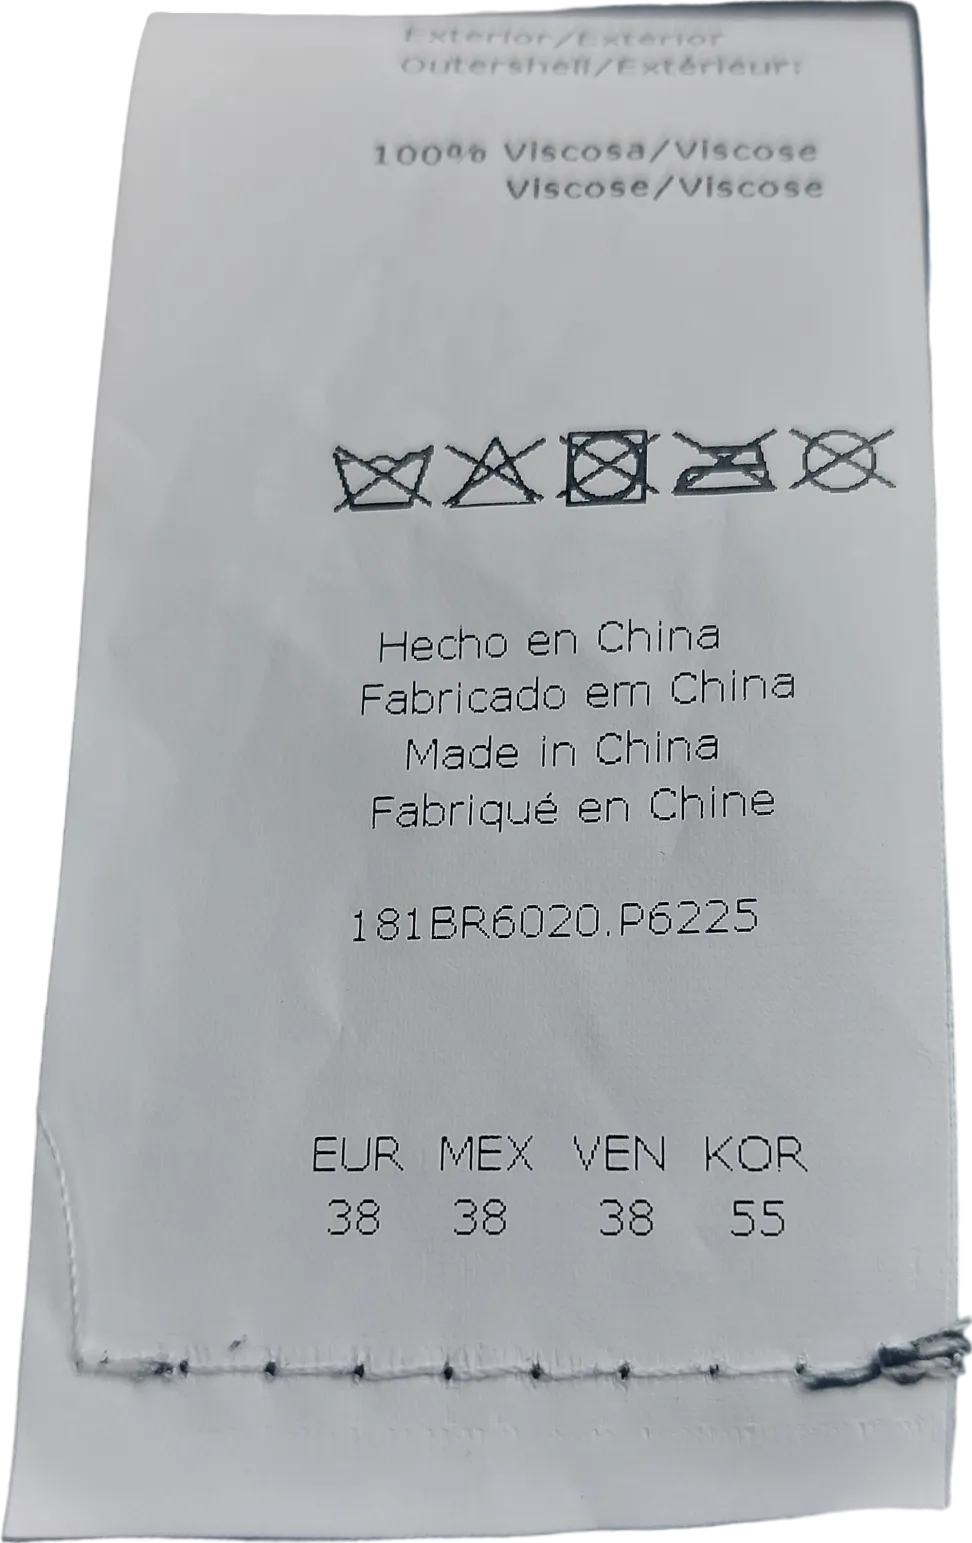 Exterior/Exterior
Outershell/Extérieur:
100% Viscosa/Viscose
Viscose/Viscose
Hecho en China
Fabricado em China
Made in China
Fabriqué en Chine
181BR6020.P6225
EUR MEX VEN KOR
38 38 38 55